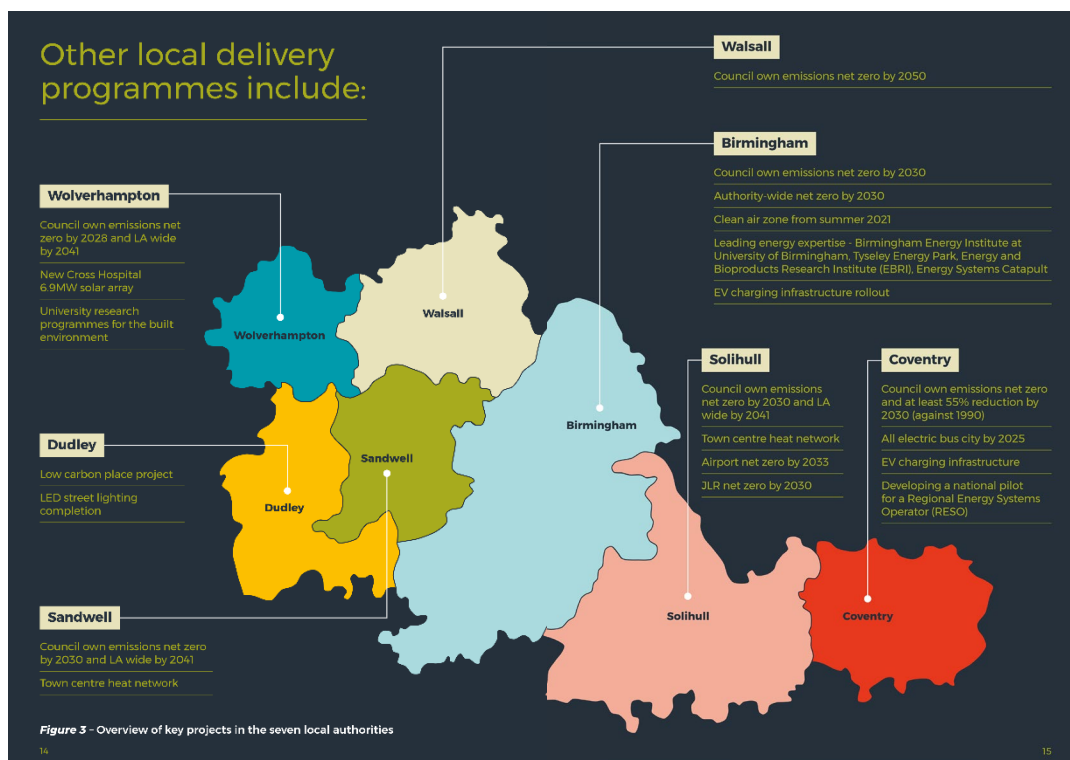 Other local delivery
programmes include:
Wolverhampton
Council own emissions net
zero by 2028 and LA wide
by 2041
New Cross Hospital
6.9MW solar array
University research
programmes for the built
environment
Dudley
Low carbon place project
LED street lighting
completion
Sandwell
Council own emissions net zero
by 2030 and LA wide by 2041
Town centre heat network
Walsall
Council own emissions net zero by 2050
Birmingham
Council own emissions net zero by 2030
Authority-wide net zero by 2030
Clean air zone from summer 2021
Leading energy expertise - Birmingham Energy Institute at
University of Birmingham, Tyseley Energy Park, Energy and
Bioproducts Research Institute (EBRI), Energy Systems Catapult
EV charging infrastructure rollout
Solihull
Council own emissions
net zero by 2030 and LA
wide by 2041
Town centre heat network
Airport net zero by 2033
JLR net zero by 2030
Coventry
Council own emissions net zero
and at least 55% reduction by
2030 (against 1990)
All electric bus city by 2025
EV charging infrastructure
Developing a national pilot
for a Regional Energy Systems
Operator (RESO)
Wolverhampton
Walsall
Birmingham
Sandwell
Dudley
Solihull
Coventry
Figure 3 – Overview of key projects in the seven local authorities
14
15